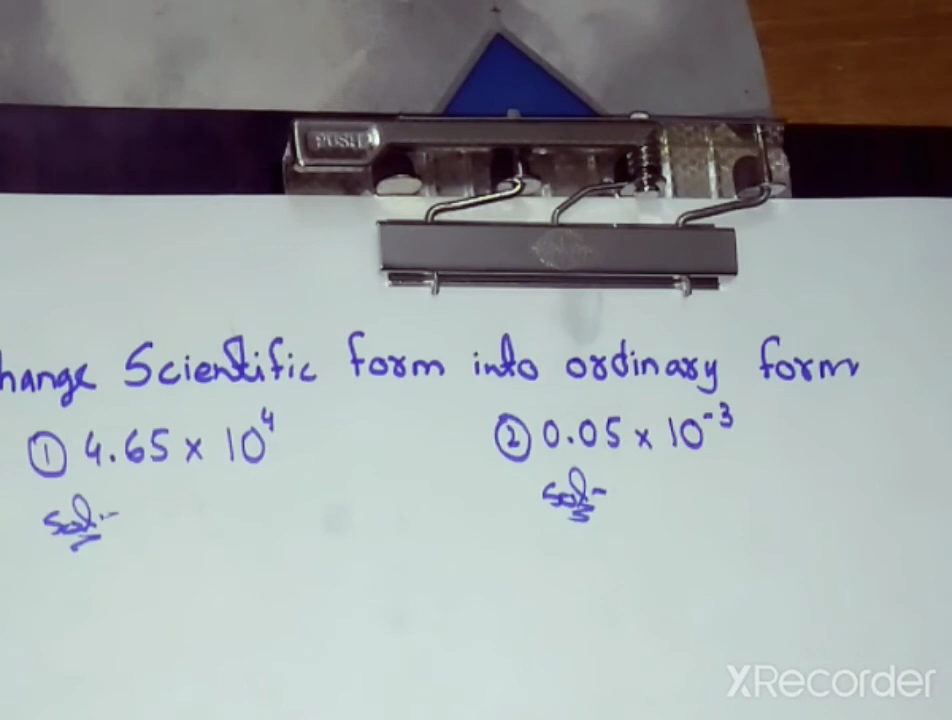 PUSH
hange Scientific form into ordinary form
① 4.65 × 10⁴ ② 0.05 × 10⁻³
Sol:- Sol:-
XRecorder